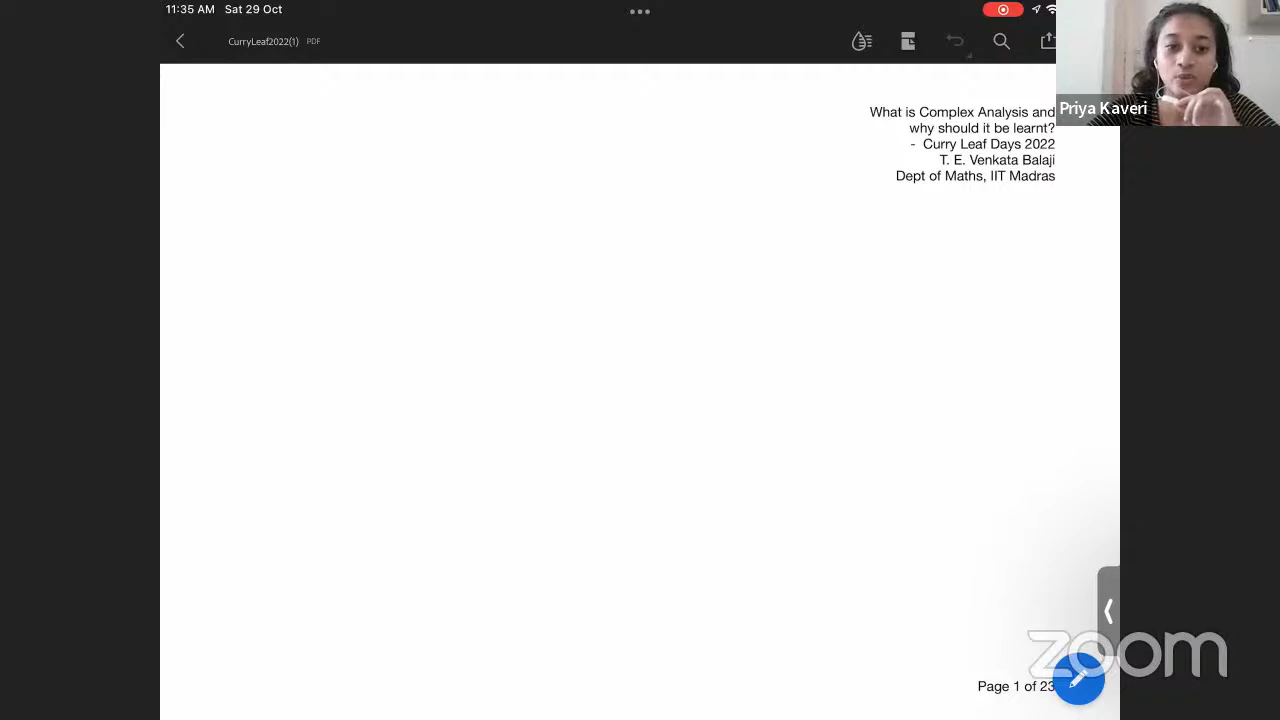 11:35 AM Sat 29 Oct
CurryLeaf2022(1) PDF
Priya Kaveri
What is Complex Analysis and
why should it be learnt?
- Curry Leaf Days 2022
T. E. Venkata Balaji
Dept of Maths, IIT Madras
zoom
Page 1 of 23